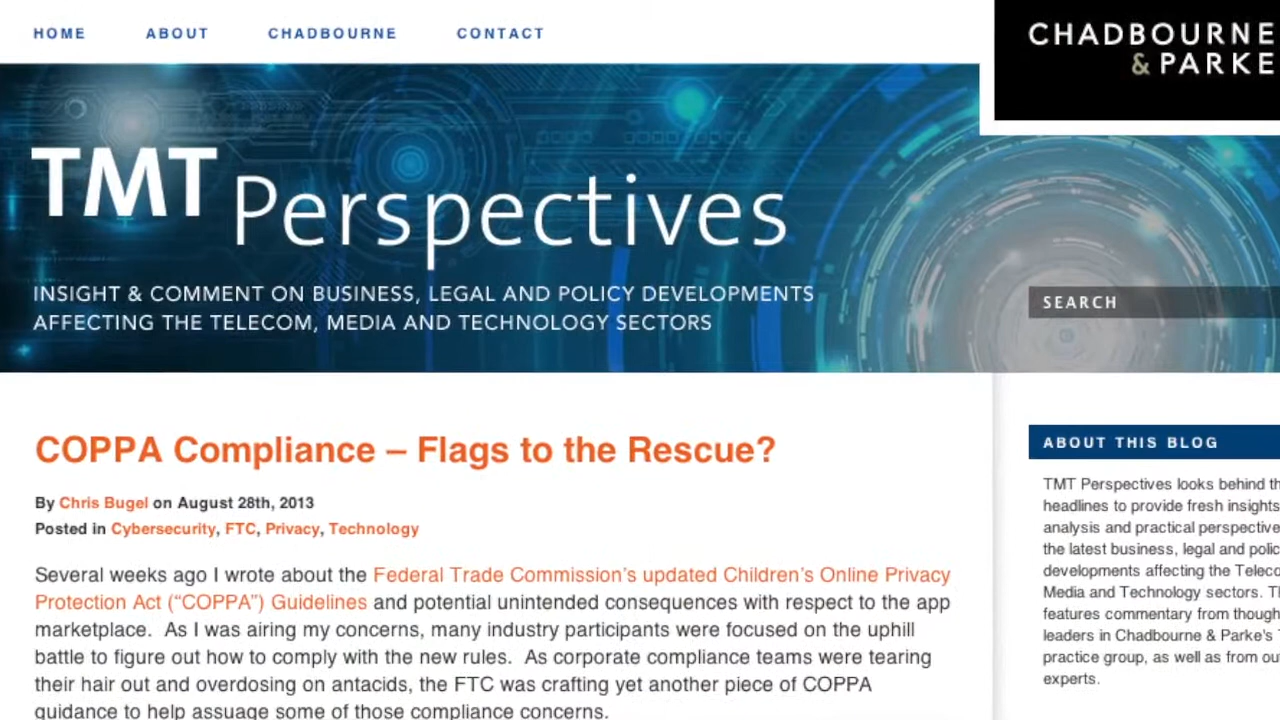 HOME ABOUT CHADBOURNE CONTACT
CHADBOURNE
& PARKE
TMT Perspectives
INSIGHT & COMMENT ON BUSINESS, LEGAL AND POLICY DEVELOPMENTS
AFFECTING THE TELECOM, MEDIA AND TECHNOLOGY SECTORS
SEARCH
COPPA Compliance – Flags to the Rescue?
By Chris Bugel on August 28th, 2013
Posted in Cybersecurity, FTC, Privacy, Technology
Several weeks ago I wrote about the Federal Trade Commission's updated Children's Online Privacy
Protection Act ("COPPA") Guidelines and potential unintended consequences with respect to the app
marketplace. As I was airing my concerns, many industry participants were focused on the uphill
battle to figure out how to comply with the new rules. As corporate compliance teams were tearing
their hair out and overdosing on antacids, the FTC was crafting yet another piece of COPPA
guidance to help assuage some of those compliance concerns.
ABOUT THIS BLOG
TMT Perspectives looks behind
headlines to provide fresh insights
analysis and practical
the latest business, legal and
developments affecting the
Media and Technology sectors.
features commentary from
leaders in Chadbourne & Parke's
practice group, as well as from
experts.